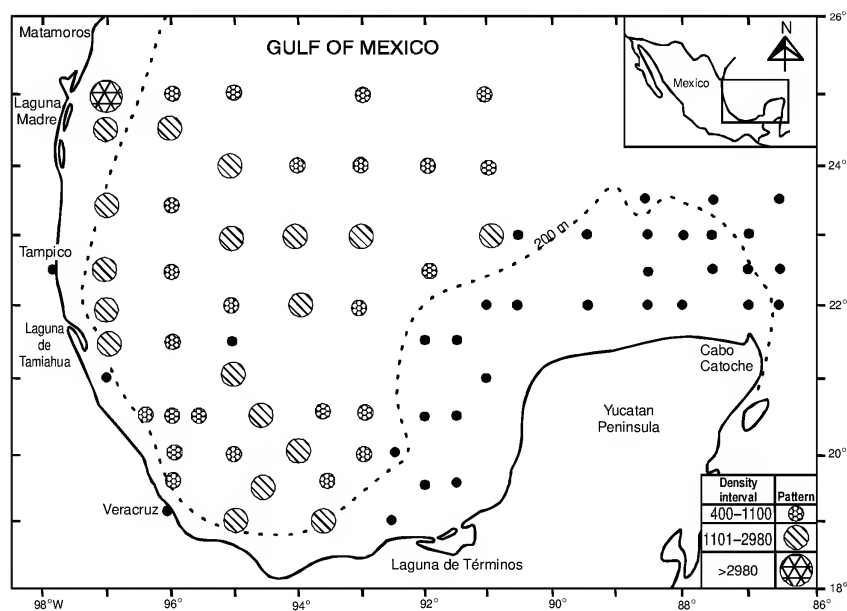 26°
Matamoros
GULF OF MEXICO
N
Mexico
Laguna
Madre
24°
200 m
Tampico
22°
Laguna
de
Tamiahua
Cabo
Catoche
Yucatan
Peninsula
20°
Density
interval
Pattern
400–1100
Veracruz
1101–2980
Laguna de Términos
>2980
18°
98°W
96°
94°
92°
90°
88°
86°